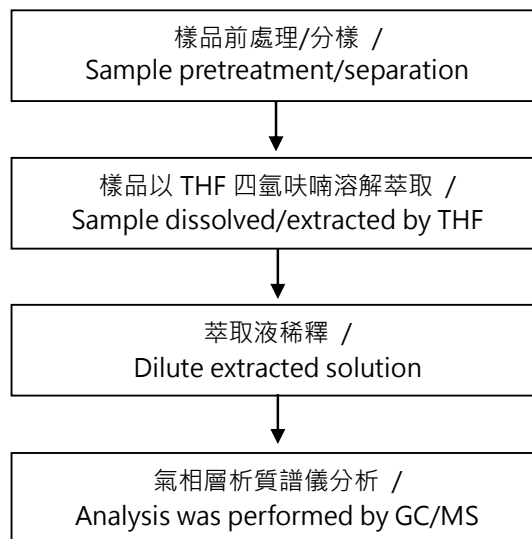 樣品前處理/分樣 /
Sample pretreatment/separation
樣品以 THF 四氫呋喃溶解萃取 /
Sample dissolved/extracted by THF
萃取液稀釋 /
Dilute extracted solution
氣相層析質譜儀分析 /
Analysis was performed by GC/MS